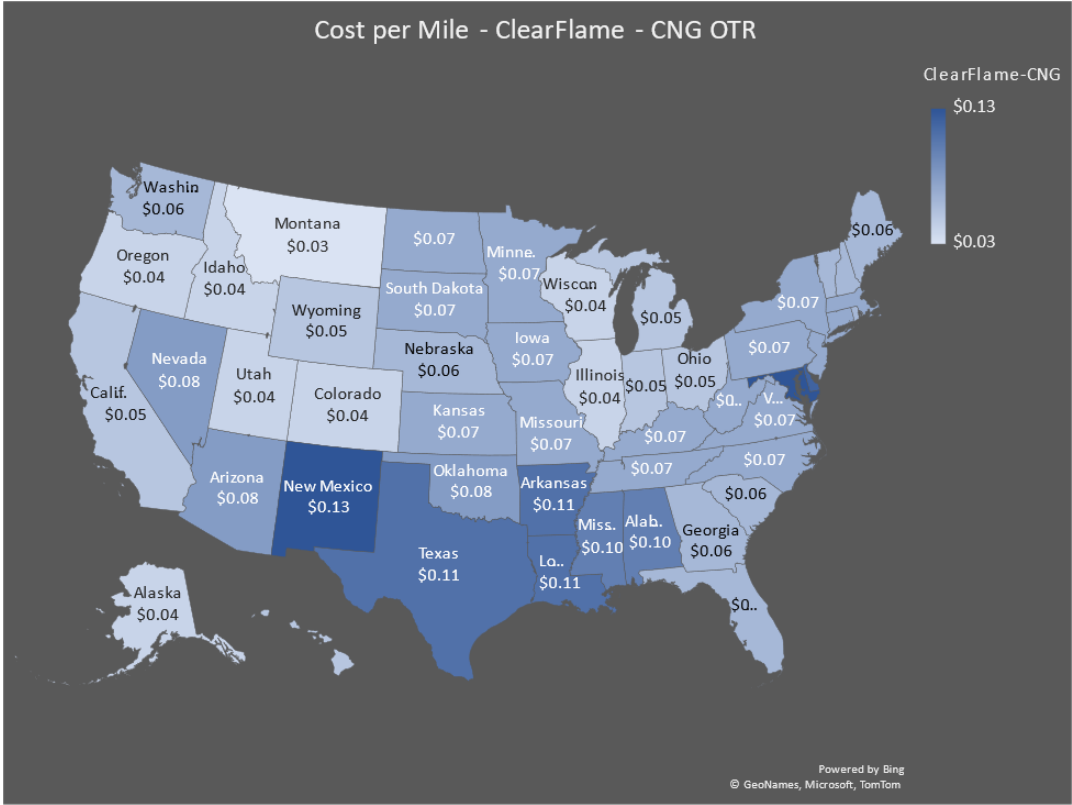 Cost per Mile - ClearFlame - CNG OTR
ClearFlame-CNG
$0.13
$0.03
Washin.
$0.06
Montana
$0.03
$0.07
Minne.
$0.07
$0.06
Oregon
$0.04
Idaho
$0.04
Wiscon
$0.04
South Dakota
$0.07
Wyoming
$0.05
$0.05
$0.07
Iowa
$0.07
$0.07
Nebraska
$0.06
Nevada
$0.08
Ohio
$0.05
Utah
$0.04
Illinois
$0.04
$0.05
Calif.
$0.05
Colorado
$0.04
$0..
V...
$0.07
Kansas
$0.07
Missouri
$0.07
$0.07
$0.07
$0.07
Arizona
$0.08
Oklahoma
$0.08
New Mexico
$0.13
Arkansas
$0.11
$0.06
Miss.
$0.10
Alab.
$0.10
Georgia
$0.06
Texas
$0.11
Lo..
$0.11
Alaska
$0.04
$0..
Powered by Bing
© GeoNames, Microsoft, TomTom